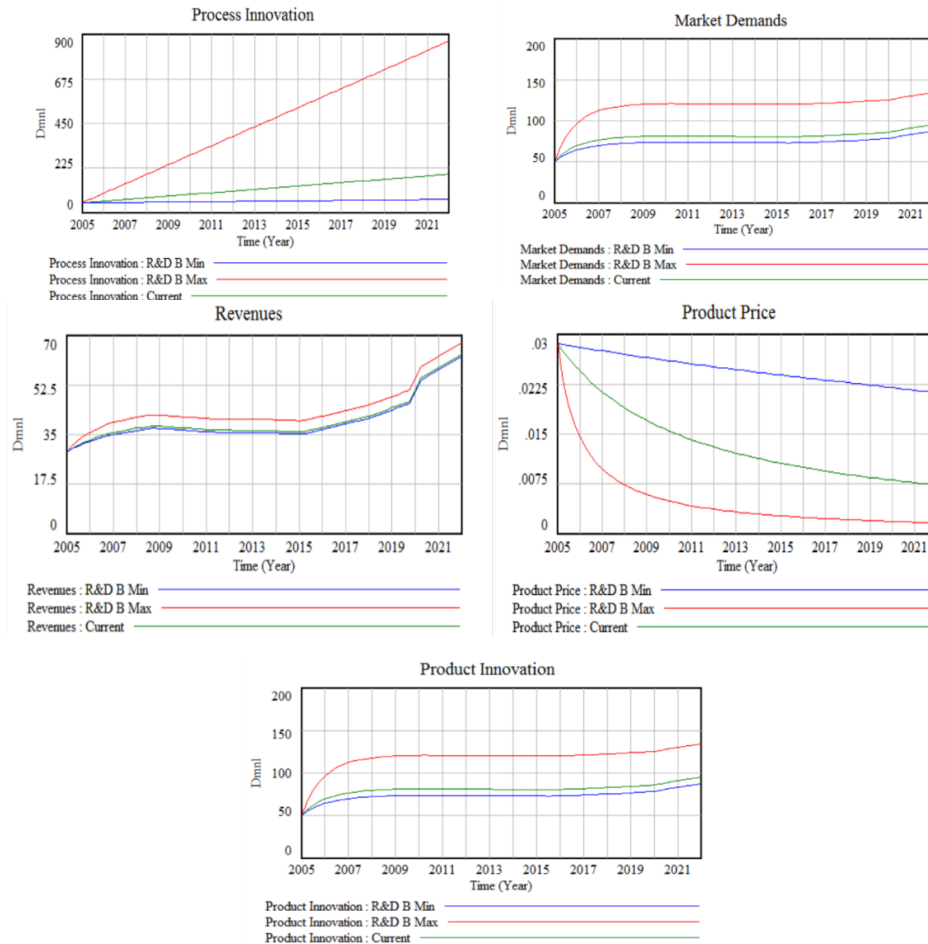 Process Innovation
900
675
450
225
0
Dmnl
2005 2007 2009 2011 2013 2015 2017 2019 2021
Time (Year)
Process Innovation : R&D B Min
Process Innovation : R&D B Max
Process Innovation : Current
Market Demands
200
150
100
50
0
Dmnl
2005 2007 2009 2011 2013 2015 2017 2019 2021
Time (Year)
Market Demands : R&D B Min
Market Demands : R&D B Max
Market Demands : Current
Revenues
70
52.5
35
17.5
0
Dmnl
2005 2007 2009 2011 2013 2015 2017 2019 2021
Time (Year)
Revenues : R&D B Min
Revenues : R&D B Max
Revenues : Current
Product Price
.03
.0225
.015
.0075
0
Dmnl
2005 2007 2009 2011 2013 2015 2017 2019 2021
Time (Year)
Product Price : R&D B Min
Product Price : R&D B Max
Product Price : Current
Product Innovation
200
150
100
50
0
Dmnl
2005 2007 2009 2011 2013 2015 2017 2019 2021
Time (Year)
Product Innovation : R&D B Min
Product Innovation : R&D B Max
Product Innovation : Current